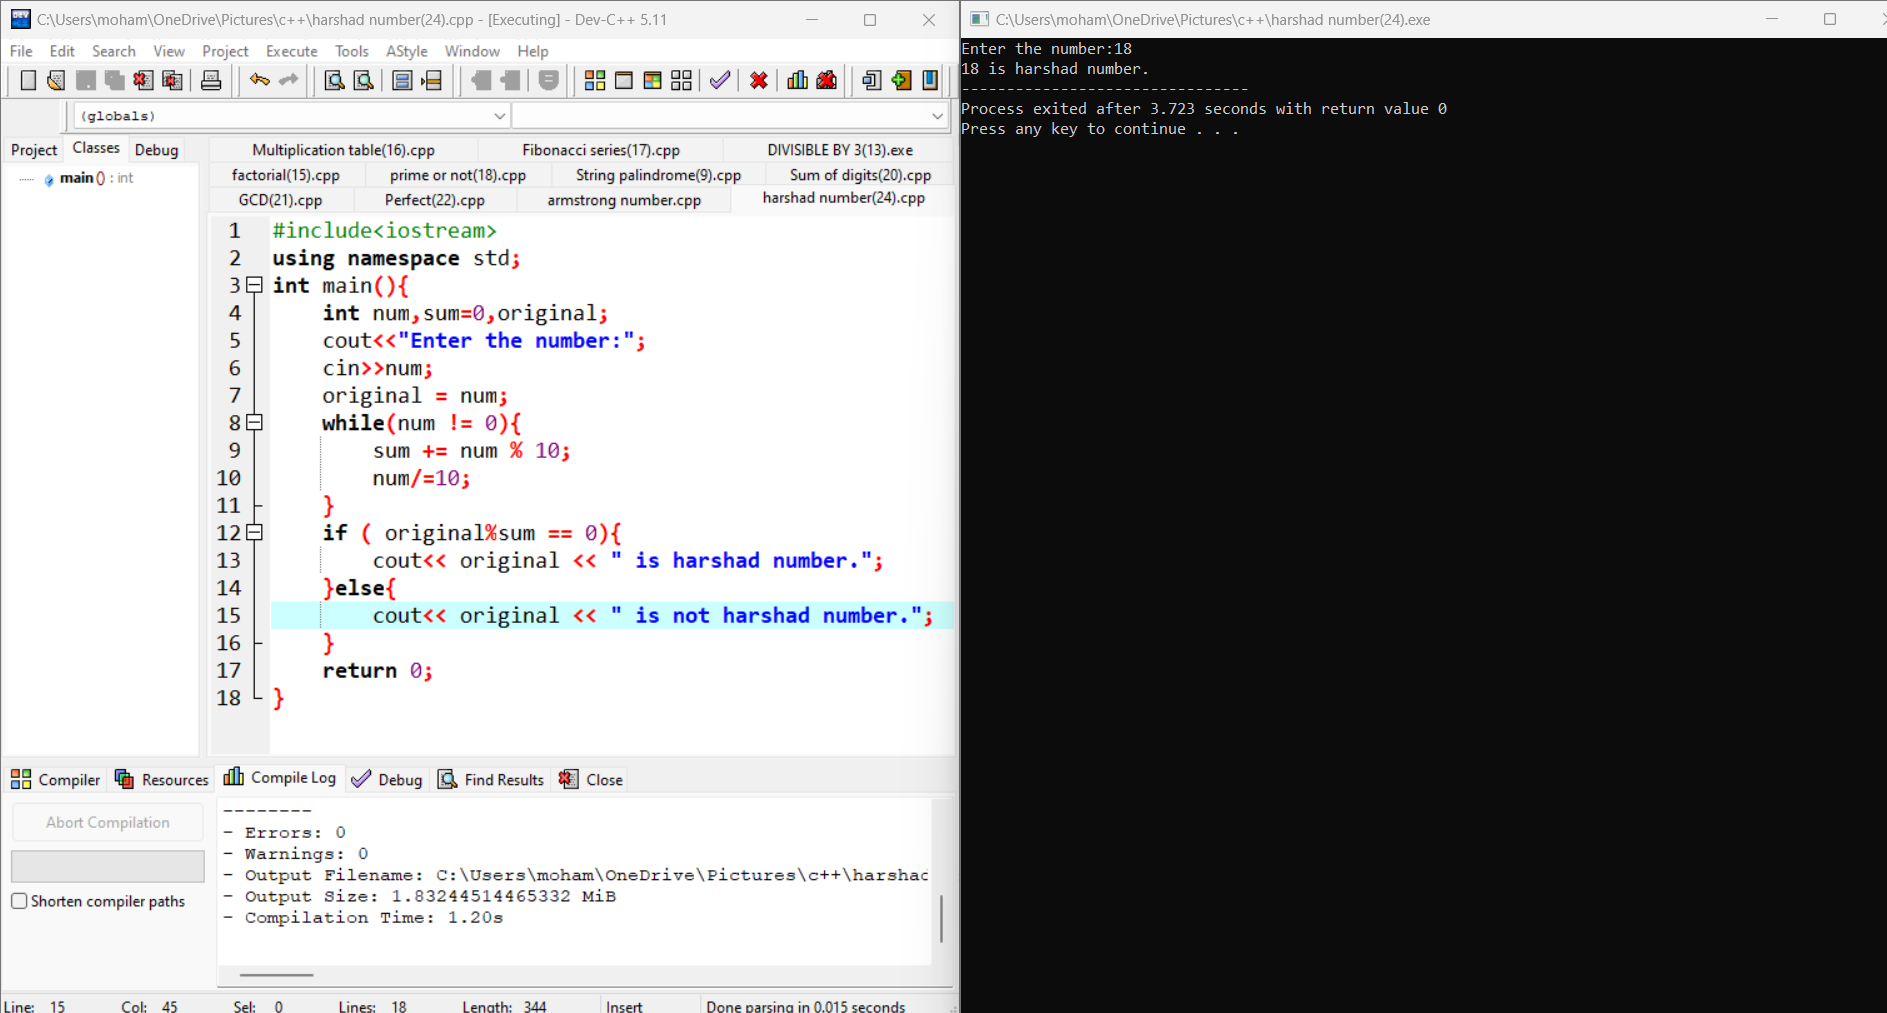 C:\Users\moham\OneDrive\Pictures\c++\harshad number(24).cpp - [Executing] - Dev-C++ 5.11
File Edit Search View Project Execute Tools AStyle Window Help
(globals)
Project Classes Debug
main () : int
Multiplication table(16).cpp Fibonacci series(17).cpp DIVISIBLE BY 3(13).exe
factorial(15).cpp prime or not(18).cpp String palindrome(9).cpp Sum of digits(20).cpp
GCD(21).cpp Perfect(22).cpp armstrong number.cpp harshad number(24).cpp
1 #include<iostream>
2 using namespace std;
3 int main(){
4 int num,sum=0,original;
5 cout<<"Enter the number:";
6 cin>>num;
7 original = num;
8 while(num != 0){
9 sum += num % 10;
10 num/=10;
11 }
12 if ( original%sum == 0){
13 cout<< original << " is harshad number.";
14 }else{
15 cout<< original << " is not harshad number.";
16 }
17 return 0;
18 }
Compiler Resources Compile Log Debug Find Results Close
Abort Compilation
Shorten compiler paths
--------
- Errors: 0
- Warnings: 0
- Output Filename: C:\Users\moham\OneDrive\Pictures\c++\harshad
- Output Size: 1.83244514465332 MiB
- Compilation Time: 1.20s
Line: 15 Col: 45 Sel: 0 Lines: 18 Length: 344 Insert Done parsing in 0.015 seconds
C:\Users\moham\OneDrive\Pictures\c++\harshad number(24).exe
Enter the number:18
18 is harshad number.
--------------------------------
Process exited after 3.723 seconds with return value 0
Press any key to continue . . .